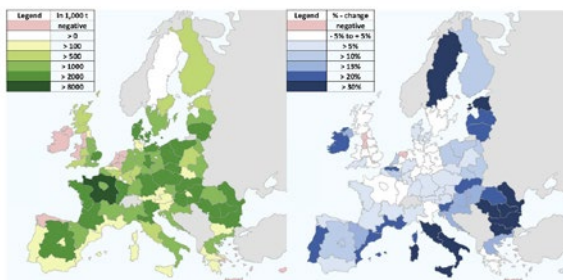 Legend in 1,000 t
negative
> 0
> 100
> 500
> 1000
> 2000
> 8000
Legend % - change
negative
- 5% to + 5%
> 5%
> 10%
> 15%
> 20%
> 30%